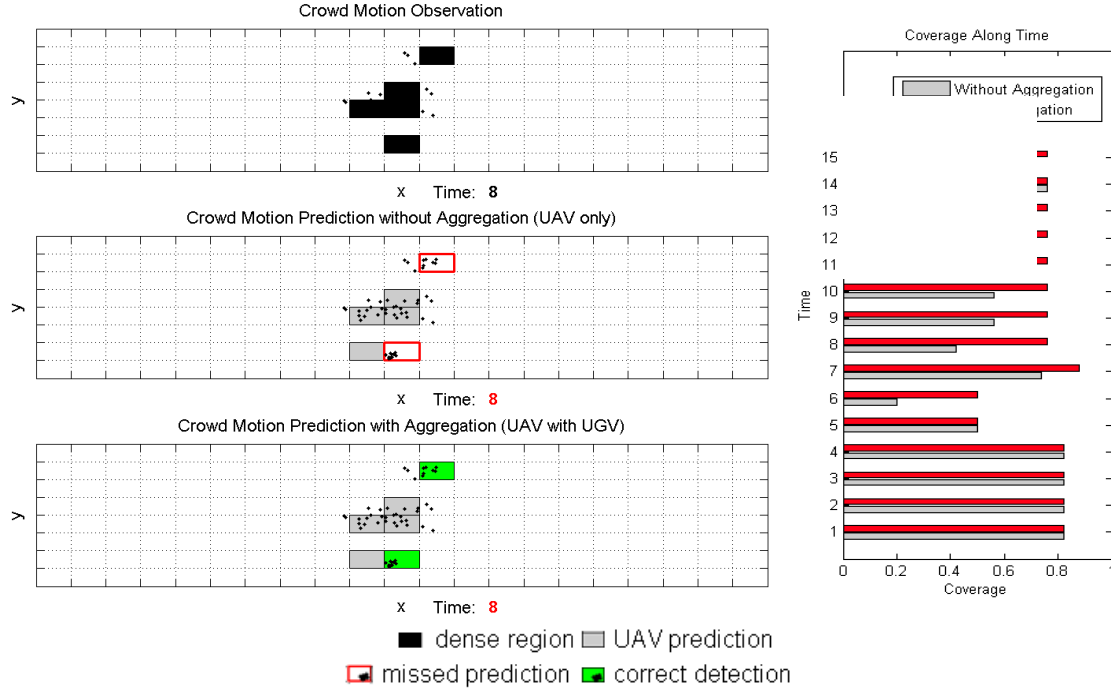 Crowd Motion Observation
y
x Time: 8
Crowd Motion Prediction without Aggregation (UAV only)
y
x Time: 8
Crowd Motion Prediction with Aggregation (UAV with UGV)
y
x Time: 8
dense region UAV prediction
missed prediction correct detection
Coverage Along Time
Without Aggregation
15
14
13
12
11
10
9
8
7
6
5
4
3
2
1
Time
0 0.2 0.4 0.6 0.8 1
Coverage